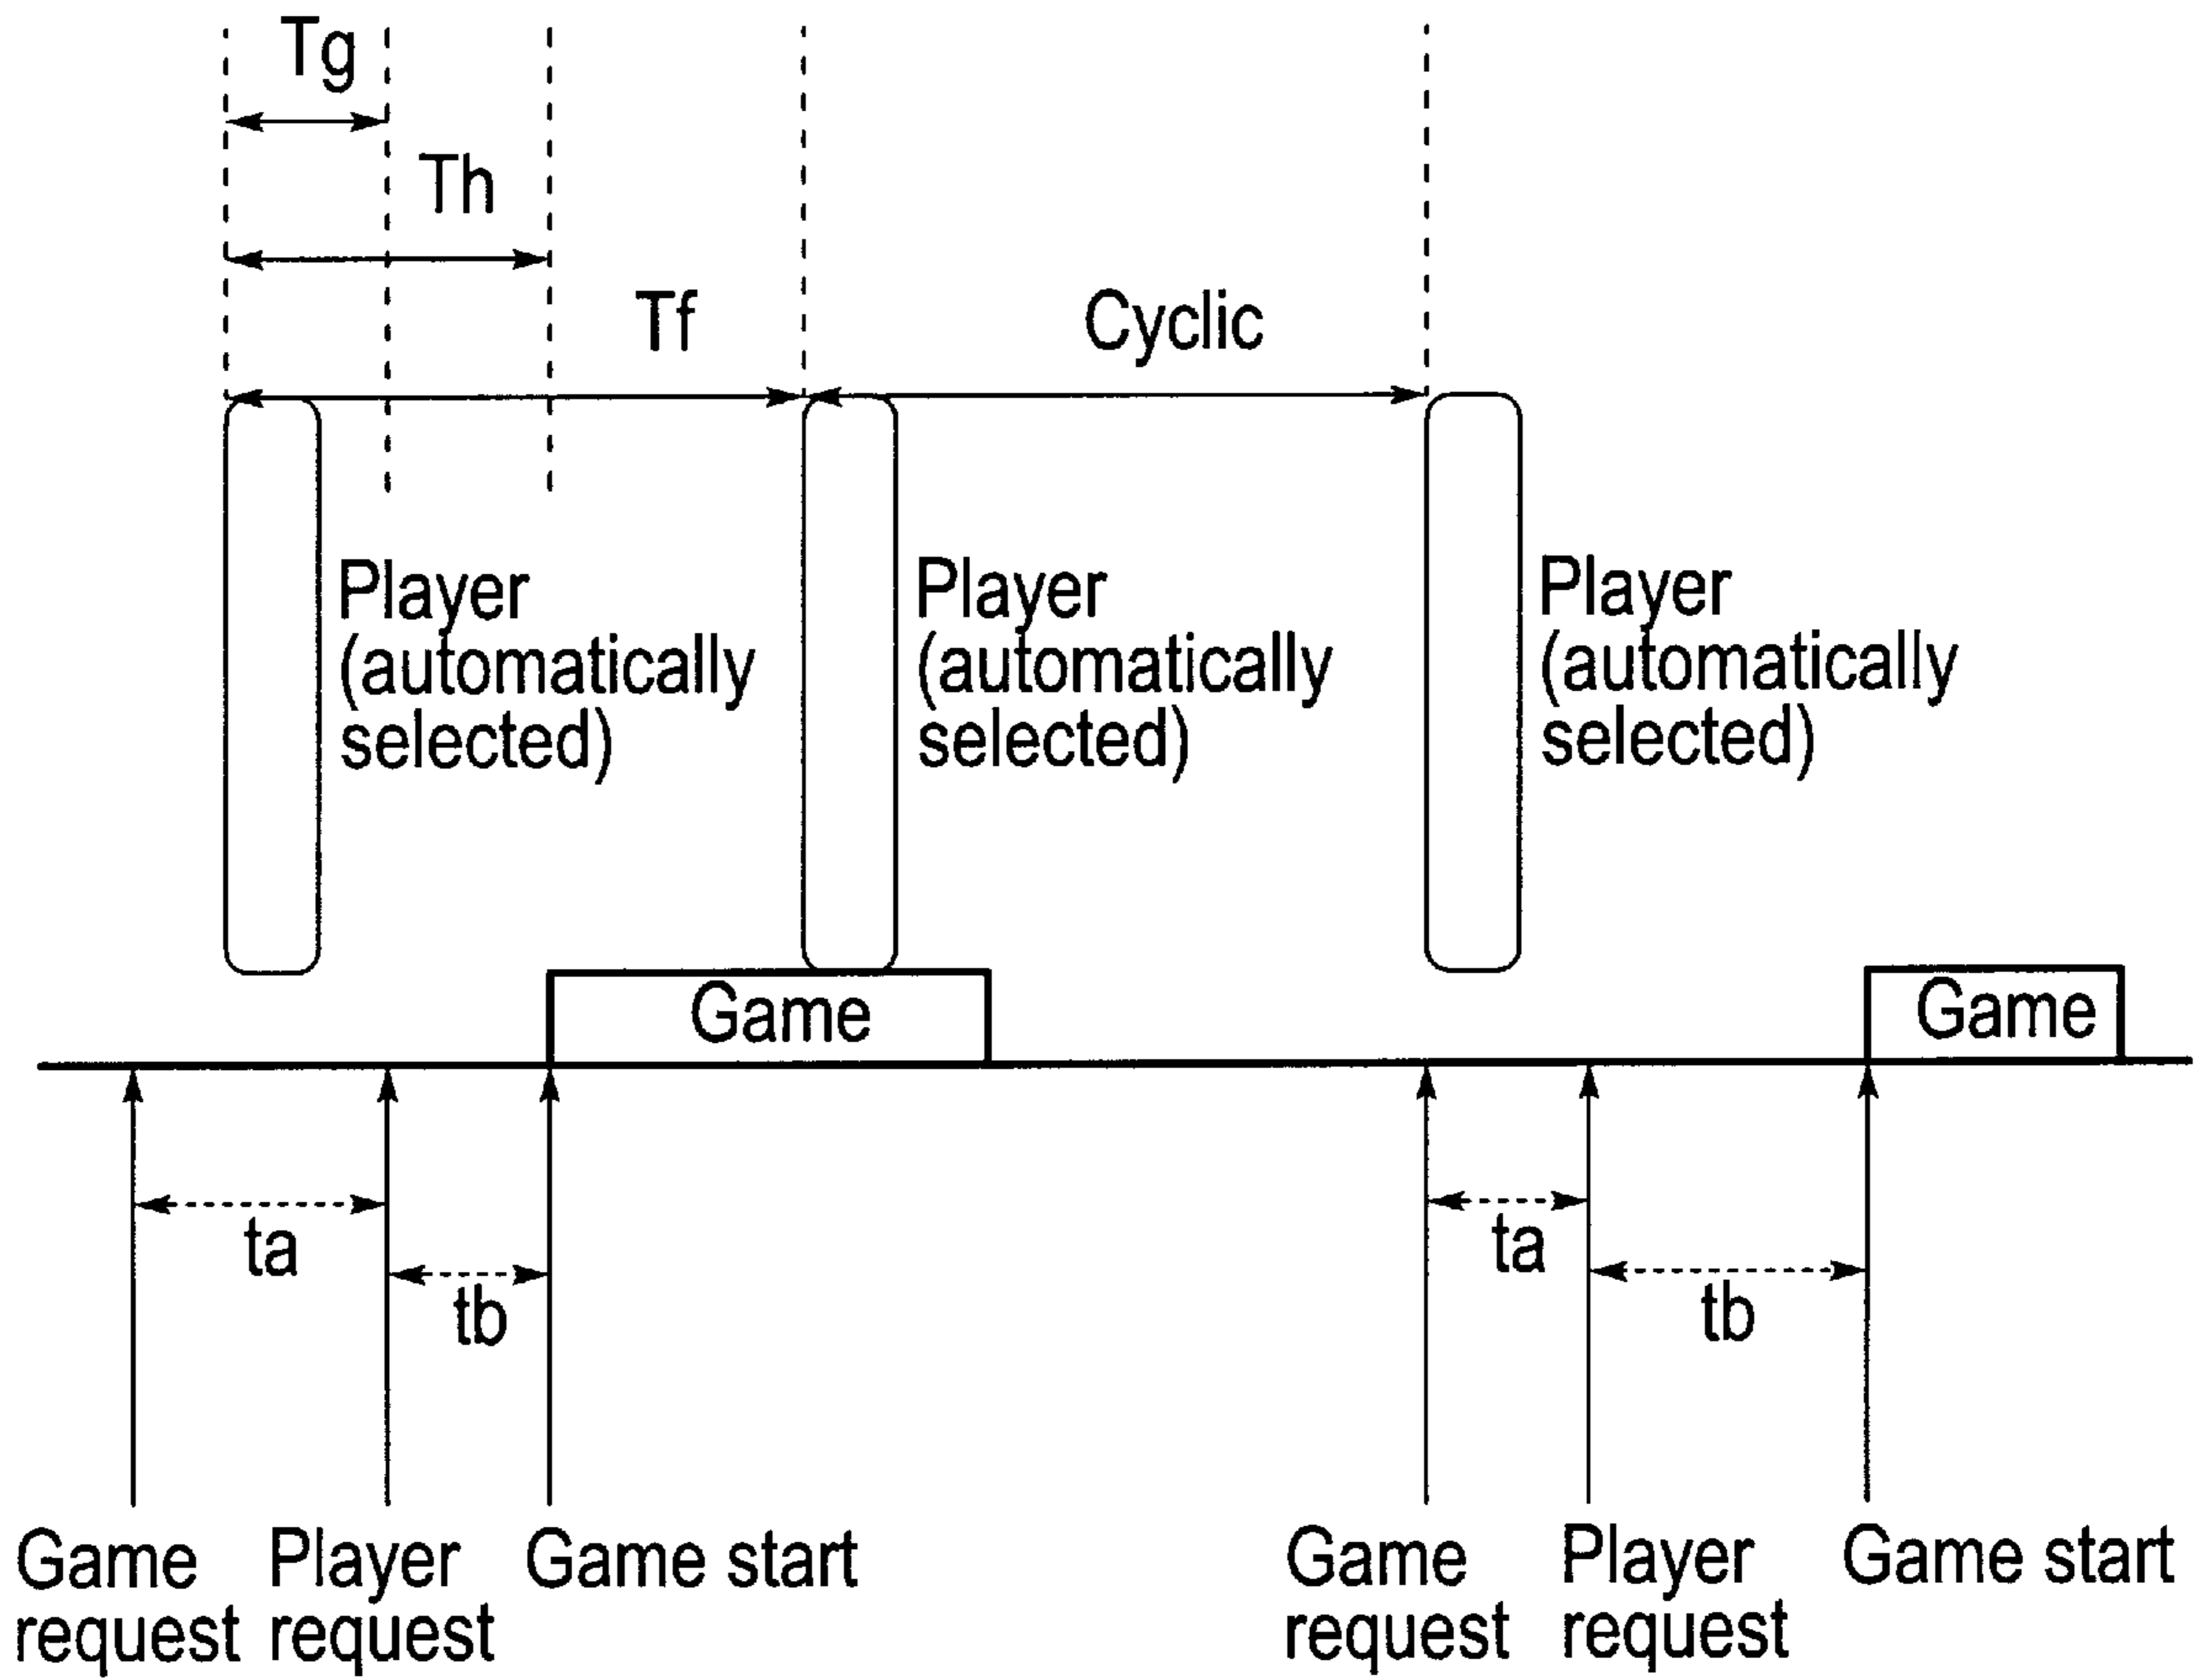 Tg
Th
Tf
Cyclic
Player
(automatically
selected)
Player
(automatically
selected)
Player
(automatically
selected)
Game
Game
ta
tb
ta
tb
Game
request
Player
request
Game start
Game
request
Player
request
Game start